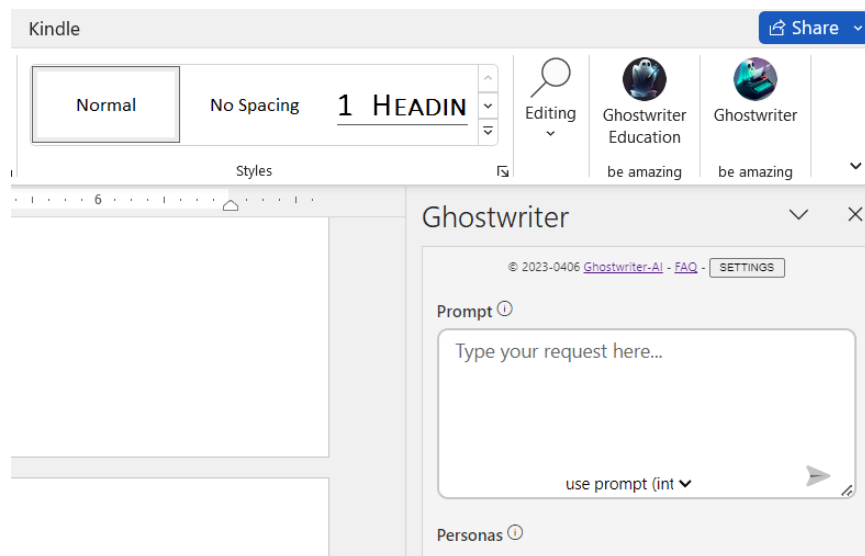 Kindle
Share
Normal
No Spacing
1 HEADIN
Editing
Ghostwriter
Education
Ghostwriter
Styles
be amazing
be amazing
6
Ghostwriter
© 2023-0406 Ghostwriter-AI - FAQ - SETTINGS
Prompt
Type your request here...
use prompt (int
Personas